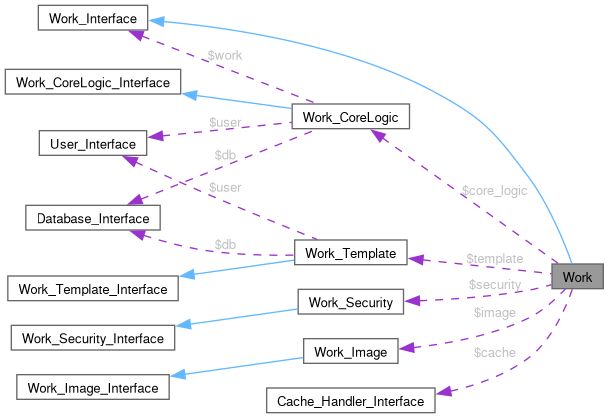 Work_Interface
$work
Work_CoreLogic_Interface
Work_CoreLogic
$user
User_Interface
$db
$user
$core_logic
Database_Interface
$db
Work_Template
$template
Work
Work_Template_Interface
$security
Work_Security
$image
Work_Security_Interface
Work_Image
$cache
Work_Image_Interface
Cache_Handler_Interface